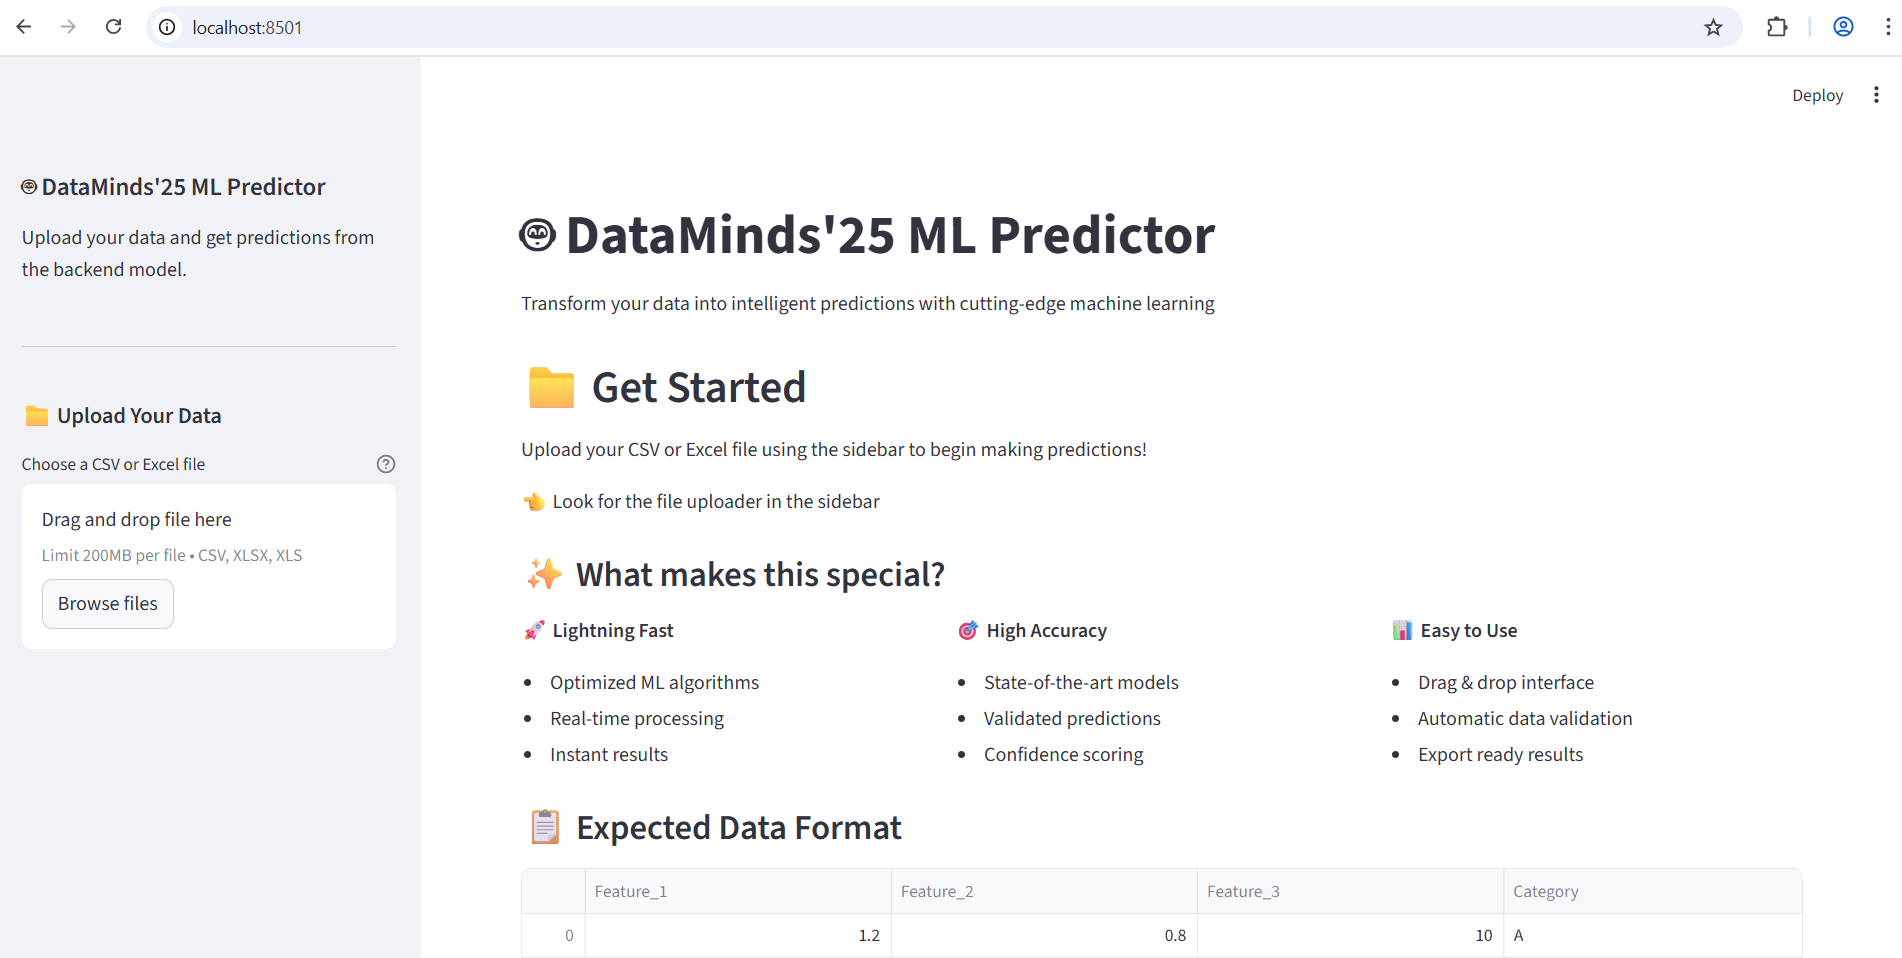 localhost:8501
Deploy
DataMinds'25 ML Predictor
Upload your data and get predictions from
the backend model.
Upload Your Data
Choose a CSV or Excel file
Drag and drop file here
Limit 200MB per file • CSV, XLSX, XLS
Browse files
DataMinds'25 ML Predictor
Transform your data into intelligent predictions with cutting-edge machine learning
Get Started
Upload your CSV or Excel file using the sidebar to begin making predictions!
Look for the file uploader in the sidebar
What makes this special?
Lightning Fast
• Optimized ML algorithms
• Real-time processing
• Instant results
High Accuracy
• State-of-the-art models
• Validated predictions
• Confidence scoring
Easy to Use
• Drag & drop interface
• Automatic data validation
• Export ready results
Expected Data Format
Feature_1 Feature_2 Feature_3 Category
0 1.2 0.8 10 A